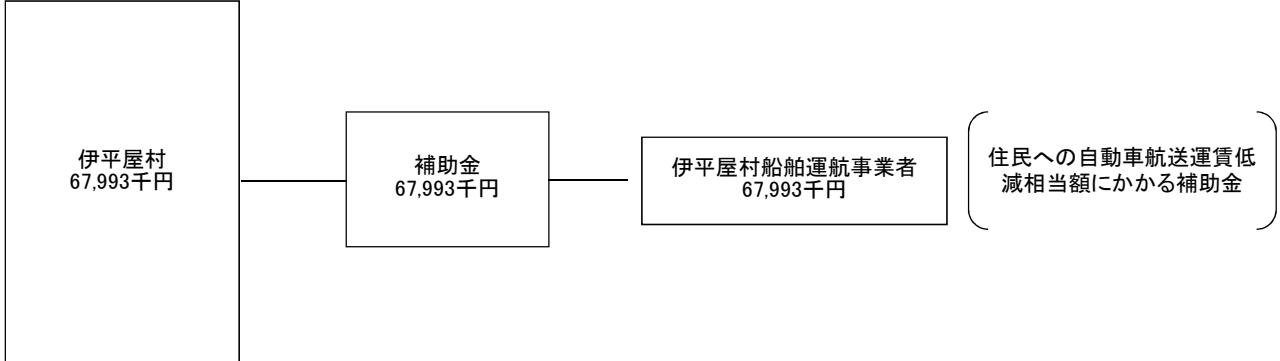 伊平屋村
67,993千円
補助金
67,993千円
伊平屋村船舶運航事業者
67,993千円
住民への自動車航送運賃低
減相当額にかかる補助金